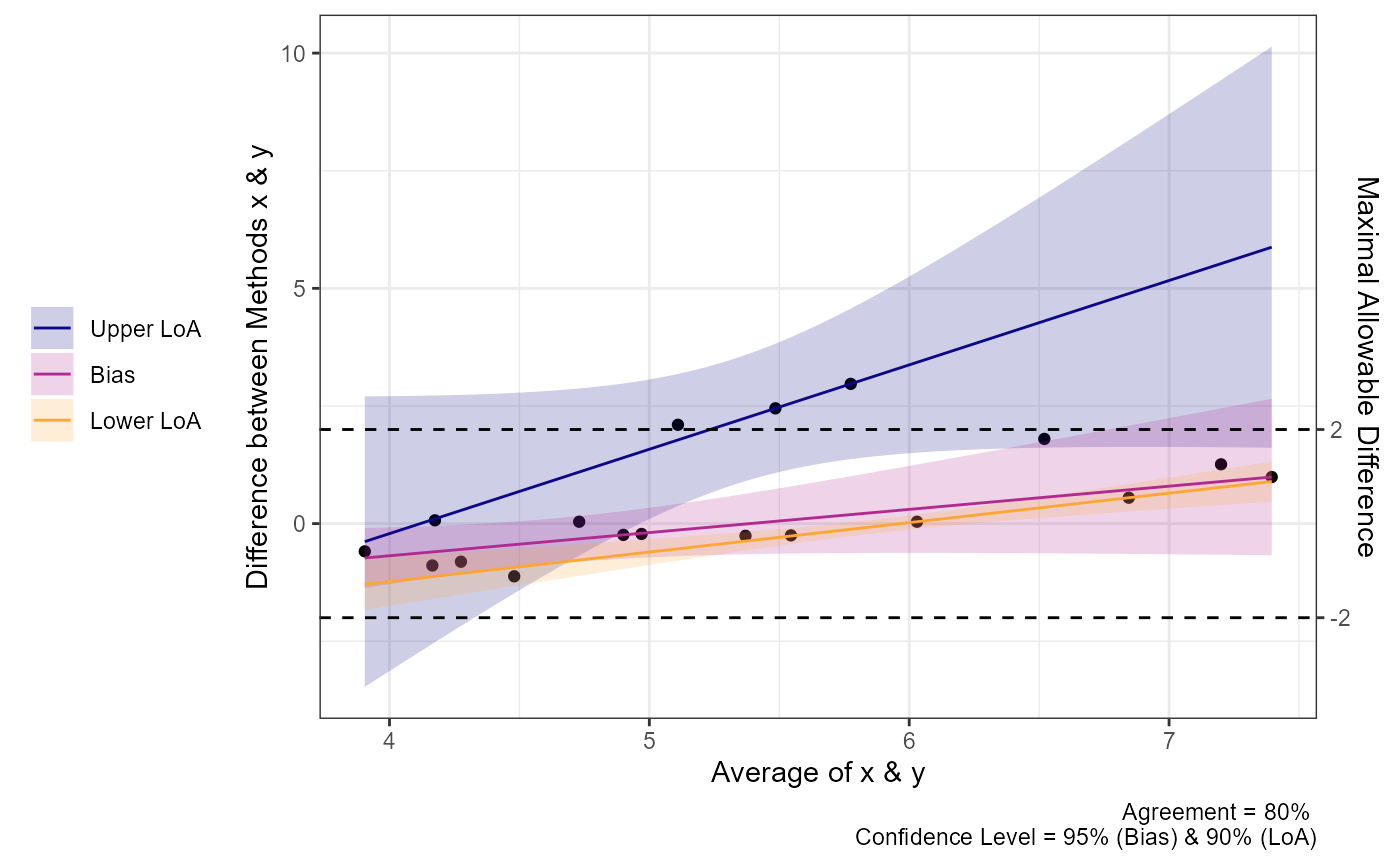 Upper LoA
Bias
Lower LoA
Difference between Methods x & y
10
5
0
2
-2
Maximal Allowable Difference
4
5
6
7
Average of x & y
Agreement = 80%
Confidence Level = 95% (Bias) & 90% (LoA)